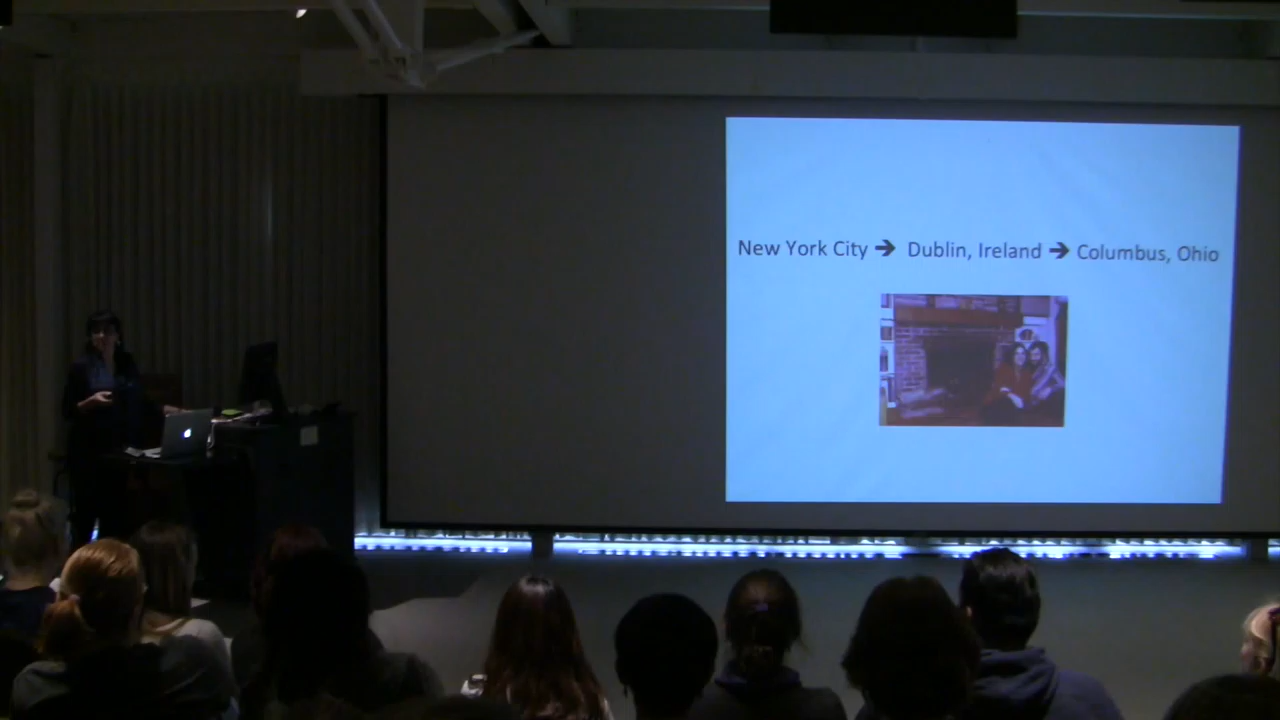 New York City ➔ Dublin, Ireland ➔ Columbus, Ohio